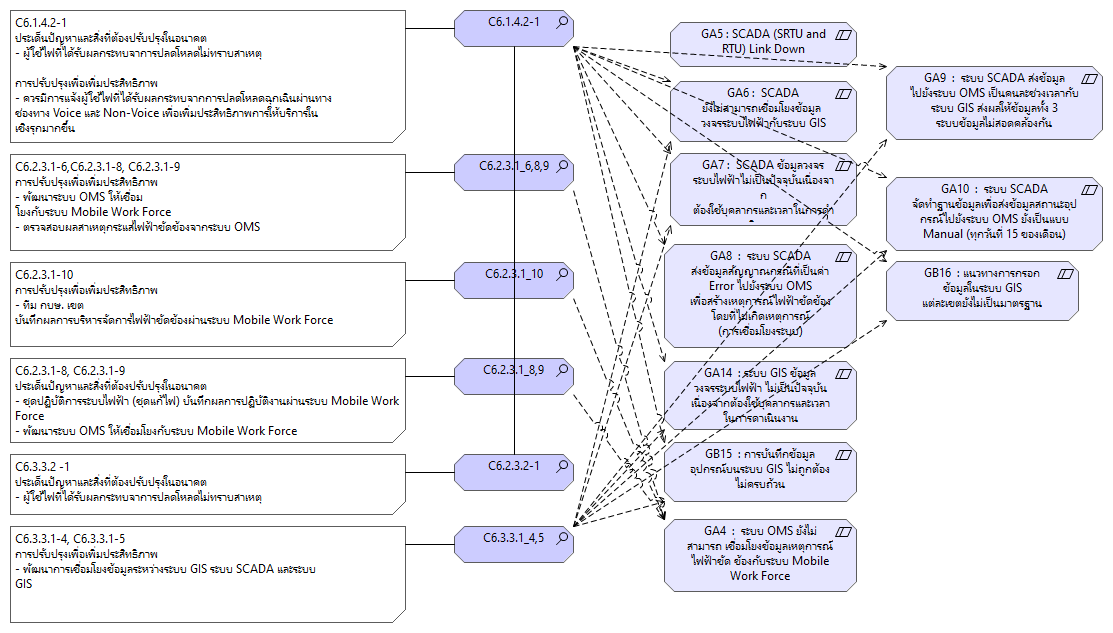 C6.1.4.2-1
ประเด็นปัญหาและสิ่งที่ต้องปรับปรุงในอนาคต
- ผู้ใช้ไฟที่ได้รับผลกระทบจาการปลดโหลดไม่ทราบสาเหตุ
การปรับปรุงเพื่อเพิ่มประสิทธิภาพ
- ควรมีการแจ้งผู้ใช้ไฟที่ได้รับผลกระทบจากการปลดโหลดฉุกเฉินผ่านทาง
ช่องทาง Voice และ Non-Voice เพื่อเพิ่มประสิทธิภาพการให้บริการใน
เชิงรุกมากขึ้น
C6.2.3.1-6,C6.2.3.1-8, C6.2.3.1-9
การปรับปรุงเพื่อเพิ่มประสิทธิภาพ
- พัฒนาระบบ OMS ให้เชื่อม
โยงกับระบบ Mobile Work Force
- ตรวจสอบผลสาเหตุกระแสไฟฟ้าขัดข้องจากระบบ OMS
C6.2.3.1-10
การปรับปรุงเพื่อเพิ่มประสิทธิภาพ
- ทีม กบษ. เขต
บันทึกผลการบริหารจัดการไฟฟ้าขัดข้องผ่านระบบ Mobile Work Force
C6.2.3.1-8, C6.2.3.1-9
ประเด็นปัญหาและสิ่งที่ต้องปรับปรุงในอนาคต
- ชุดปฏิบัติการระบบไฟฟ้า (ชุดแก้ไฟ) บันทึกผลการปฏิบัติงานผ่านระบบ Mobile Work
Force
- พัฒนาระบบ OMS ให้เชื่อมโยงกับระบบ Mobile Work Force
C6.3.3.2 -1
ประเด็นปัญหาและสิ่งที่ต้องปรับปรุงในอนาคต
- ผู้ใช้ไฟที่ได้รับผลกระทบจาการปลดโหลดไม่ทราบสาเหตุ
C6.3.3.1-4, C6.3.3.1-5
การปรับปรุงเพื่อเพิ่มประสิทธิภาพ
- พัฒนาการเชื่อมโยงข้อมูลระหว่างระบบ GIS ระบบ SCADA และระบบ
GIS
C6.1.4.2-1
C6.2.3.1_6,8,9
C6.2.3.1_10
C6.2.3.1_8,9
C6.2.3.2-1
C6.3.3.1_4,5
GA5 : SCADA (SRTU and
RTU) Link Down
GA6 : SCADA
ยังไม่สามารถเชื่อมโยงข้อมูล
วงจรระบบไฟฟ้ากับระบบ GIS
GA7 : SCADA ข้อมูลวงจร
ระบบไฟฟ้าไม่เป็นปัจจุบันเนื่องจา
ก
ต้องใช้บุคลากรและเวลาในการดำ
GA8 : ระบบ SCADA
ส่งข้อมูลสัญญาณกรณีที่เป็นค่า
Error ไปยังระบบ OMS
เพื่อสร้างเหตุการณ์ไฟฟ้าขัดข้อง
โดยที่ไม่เกิดเหตุการณ์
(การเชื่อมโยงระบบ)
GA14 : ระบบ GIS ข้อมูล
วงจรระบบไฟฟ้า ไม่เป็นปัจจุบัน
เนื่องจากต้องใช้บุคลากรและเวลา
ในการดำเนินงาน
GB15 : การบันทึกข้อมูล
อุปกรณ์บนระบบ GIS ไม่ถูกต้อง
ไม่ครบถ้วน
GA4 : ระบบ OMS ยังไม่
สามารถ เชื่อมโยงข้อมูลเหตุการณ์
ไฟฟ้าขัด ข้องกับระบบ Mobile
Work Force
GA9 : ระบบ SCADA ส่งข้อมูล
ไปยังระบบ OMS เป็นคนละช่วงเวลากับ
ระบบ GIS ส่งผลให้ข้อมูลทั้ง 3
ระบบข้อมูลไม่สอดคล้องกัน
GA10 : ระบบ SCADA
จัดทำฐานข้อมูลเพื่อส่งข้อมูลสถานะอุป
กรณ์ไปยังระบบ OMS ยังเป็นแบบ
Manual (ทุกวันที่ 15 ของเดือน)
GB16 : แนวทางการกรอก
ข้อมูลในระบบ GIS
แต่ละเขตยังไม่เป็นมาตรฐาน